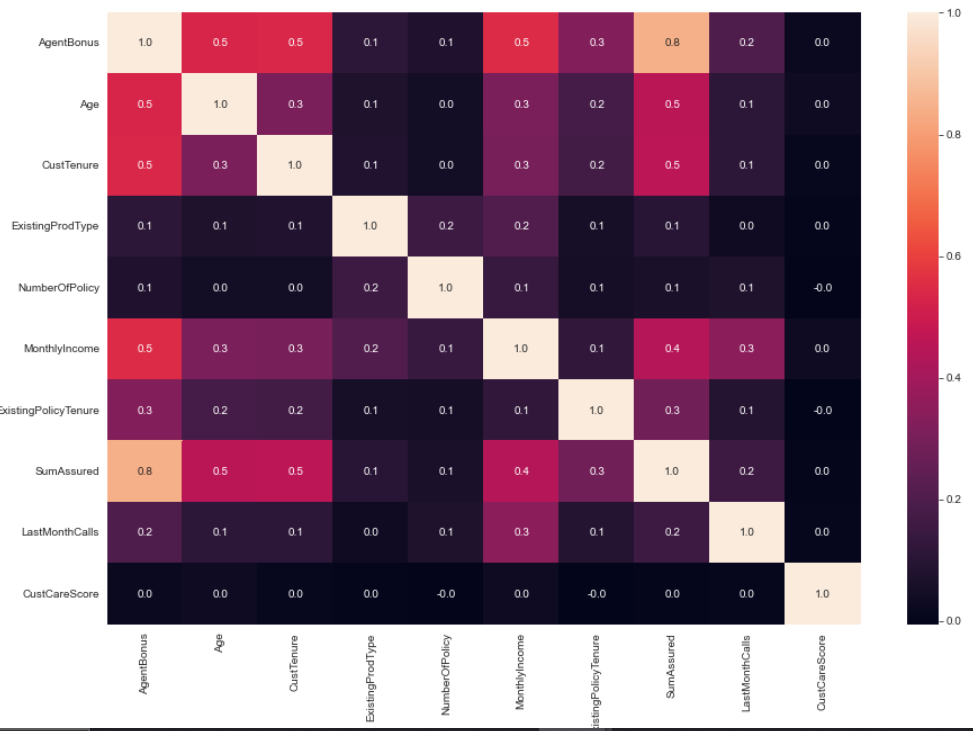 AgentBonus 1.0 0.5 0.5 0.1 0.1 0.5 0.3 0.8 0.2 0.0
Age 0.5 1.0 0.3 0.1 0.0 0.3 0.2 0.5 0.1 0.0
CustTenure 0.5 0.3 1.0 0.1 0.0 0.3 0.2 0.5 0.1 0.0
ExistingProdType 0.1 0.1 0.1 1.0 0.2 0.2 0.1 0.1 0.0 0.0
NumberOfPolicy 0.1 0.0 0.0 0.2 1.0 0.1 0.1 0.1 0.1 -0.0
MonthlyIncome 0.5 0.3 0.3 0.2 0.1 1.0 0.1 0.4 0.3 0.0
ExistingPolicyTenure 0.3 0.2 0.2 0.1 0.1 0.1 1.0 0.3 0.1 -0.0
SumAssured 0.8 0.5 0.5 0.1 0.1 0.4 0.3 1.0 0.2 0.0
LastMonthCalls 0.2 0.1 0.1 0.0 0.1 0.3 0.1 0.2 1.0 0.0
CustCareScore 0.0 0.0 0.0 0.0 -0.0 0.0 -0.0 0.0 0.0 1.0
AgentBonus
Age
CustTenure
ExistingProdType
NumberOfPolicy
MonthlyIncome
istingPolicyTenure
SumAssured
LastMonthCalls
CustCareScore
1.0
0.8
0.6
0.4
0.2
0.0